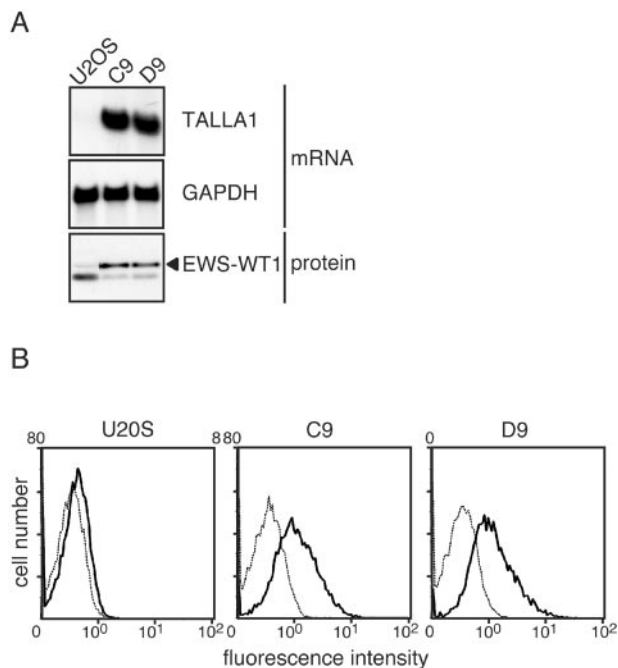 A
U2OS C9 D9
TALLA1
GAPDH
mRNA
EWS-WT1 protein
B
U20S C9 D9
80 8 80 0
cell number
0 10⁰ 10¹ 10² 0 10⁰ 10¹ 10² 0 10⁰ 10¹ 10²
fluorescence intensity